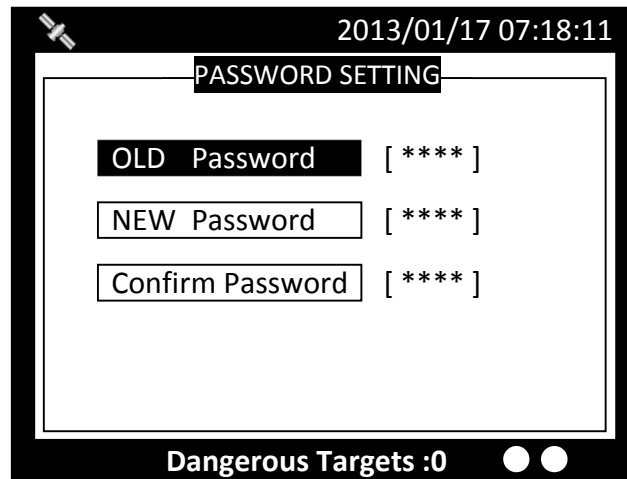 2013/01/17 07:18:11
PASSWORD SETTING
OLD Password [ **** ]
NEW Password [ **** ]
Confirm Password [ **** ]
Dangerous Targets :0